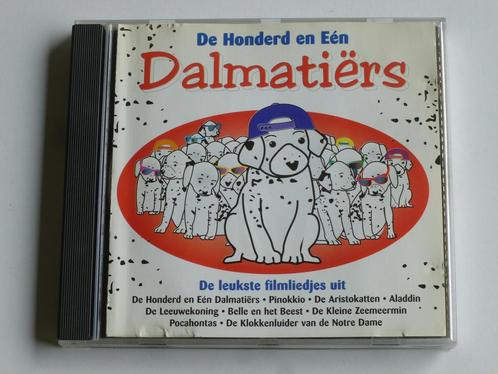 De Honderd en Eén
Dalmatiërs
De leukste filmliedjes uit
De Honderd en Eén Dalmatiërs • Pinokkio • De Aristokatten • Aladdin
De Leeuwekoning • Belle en het Beest • De Kleine Zeemeermin
Pocahontas • De Klokkenluider van de Notre Dame